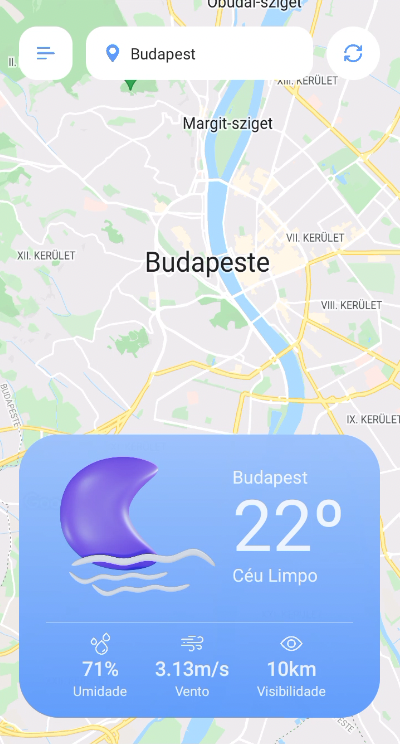 Óbudai-sziget
II.
Budapest
XIII. KERÜLET
Margit-sziget
VII. KERÜLET
XII. KERÜLET
Budapeste
VIII. KERÜLET
BUDAPESTE
IX. KERÜLET
Budapest
22º
Céu Limpo
71%
3.13m/s
10km
Umidade
Vento
Visibilidade
BUDAPESTE